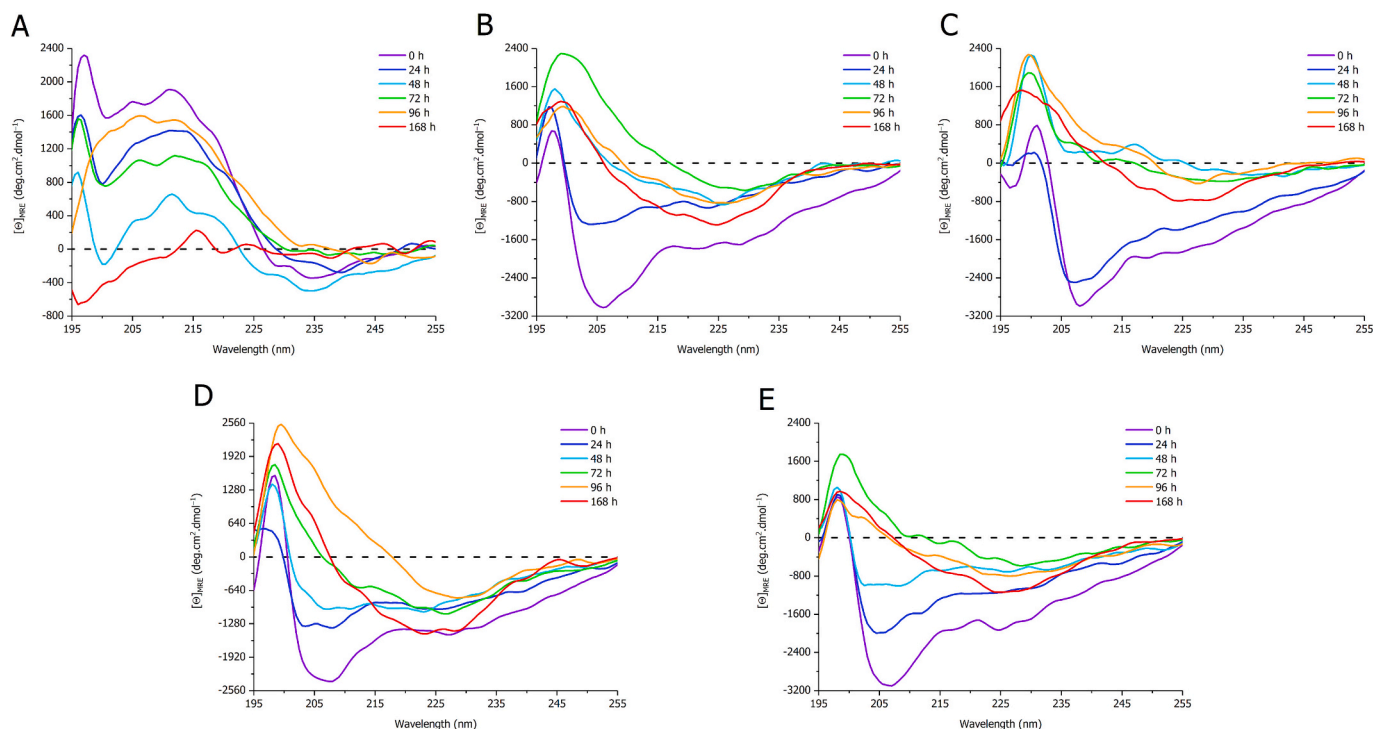 A
2400
2000
1600
1200
800
400
0
-400
-800
[Θ]MRE (deg.cm².dmol⁻¹)
195 205 215 225 235 245 255
Wavelength (nm)
0 h
24 h
48 h
72 h
96 h
168 h
B
2400
1600
800
0
-800
-1600
-2400
-3200
[Θ]MRE (deg.cm².dmol⁻¹)
195 205 215 225 235 245 255
Wavelength (nm)
0 h
24 h
48 h
72 h
96 h
168 h
C
2400
1600
800
0
-800
-1600
-2400
-3200
[Θ]MRE (deg.cm².dmol⁻¹)
195 205 215 225 235 245 255
Wavelength (nm)
0 h
24 h
48 h
72 h
96 h
168 h
D
2560
1920
1280
640
0
-640
-1280
-1920
-2560
[Θ]MRE (deg.cm².dmol⁻¹)
195 205 215 225 235 245 255
Wavelength (nm)
0 h
24 h
48 h
72 h
96 h
168 h
E
2400
1600
800
0
-800
-1600
-2400
-3200
[Θ]MRE (deg.cm².dmol⁻¹)
195 205 215 225 235 245 255
Wavelength (nm)
0 h
24 h
48 h
72 h
96 h
168 h